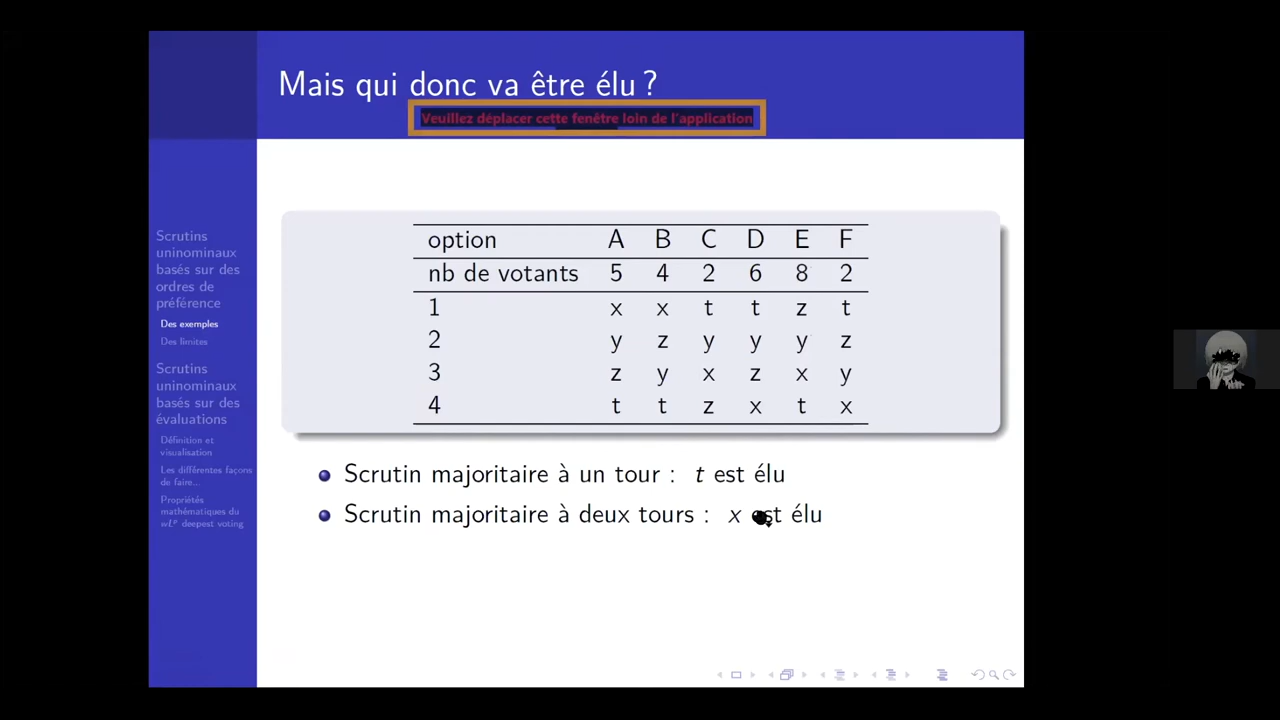 Mais qui donc va être élu ?
Veuillez déplacer cette fenêtre loin de l'application
Scrutins
uninominaux
basés sur des
ordres de
préférence
Des exemples
Des limites
Scrutins
uninominaux
basés sur des
évaluations
Définition et
visualisation
Les différentes façons
de faire...
Propriétés
mathématiques du
wLᵖ deepest voting
option A B C D E F
nb de votants 5 4 2 6 8 2
1 x x t t z t
2 y z y y y z
3 z y x z x y
4 t t z x t x
Scrutin majoritaire à un tour : t est élu
Scrutin majoritaire à deux tours : x est élu